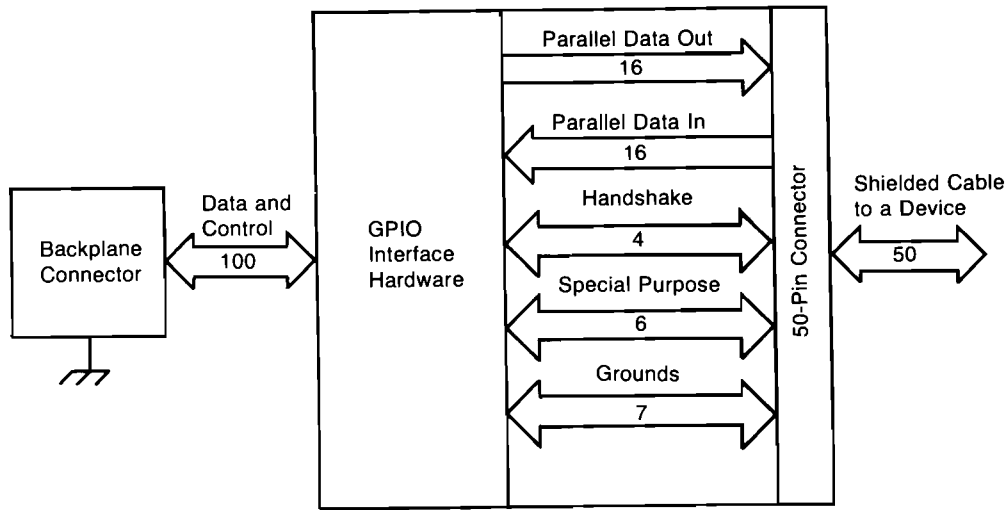 Backplane
Connector
Data and
Control
100
GPIO
Interface
Hardware
Parallel Data Out
16
Parallel Data In
16
Handshake
4
Special Purpose
6
Grounds
7
50-Pin Connector
Shielded Cable
to a Device
50